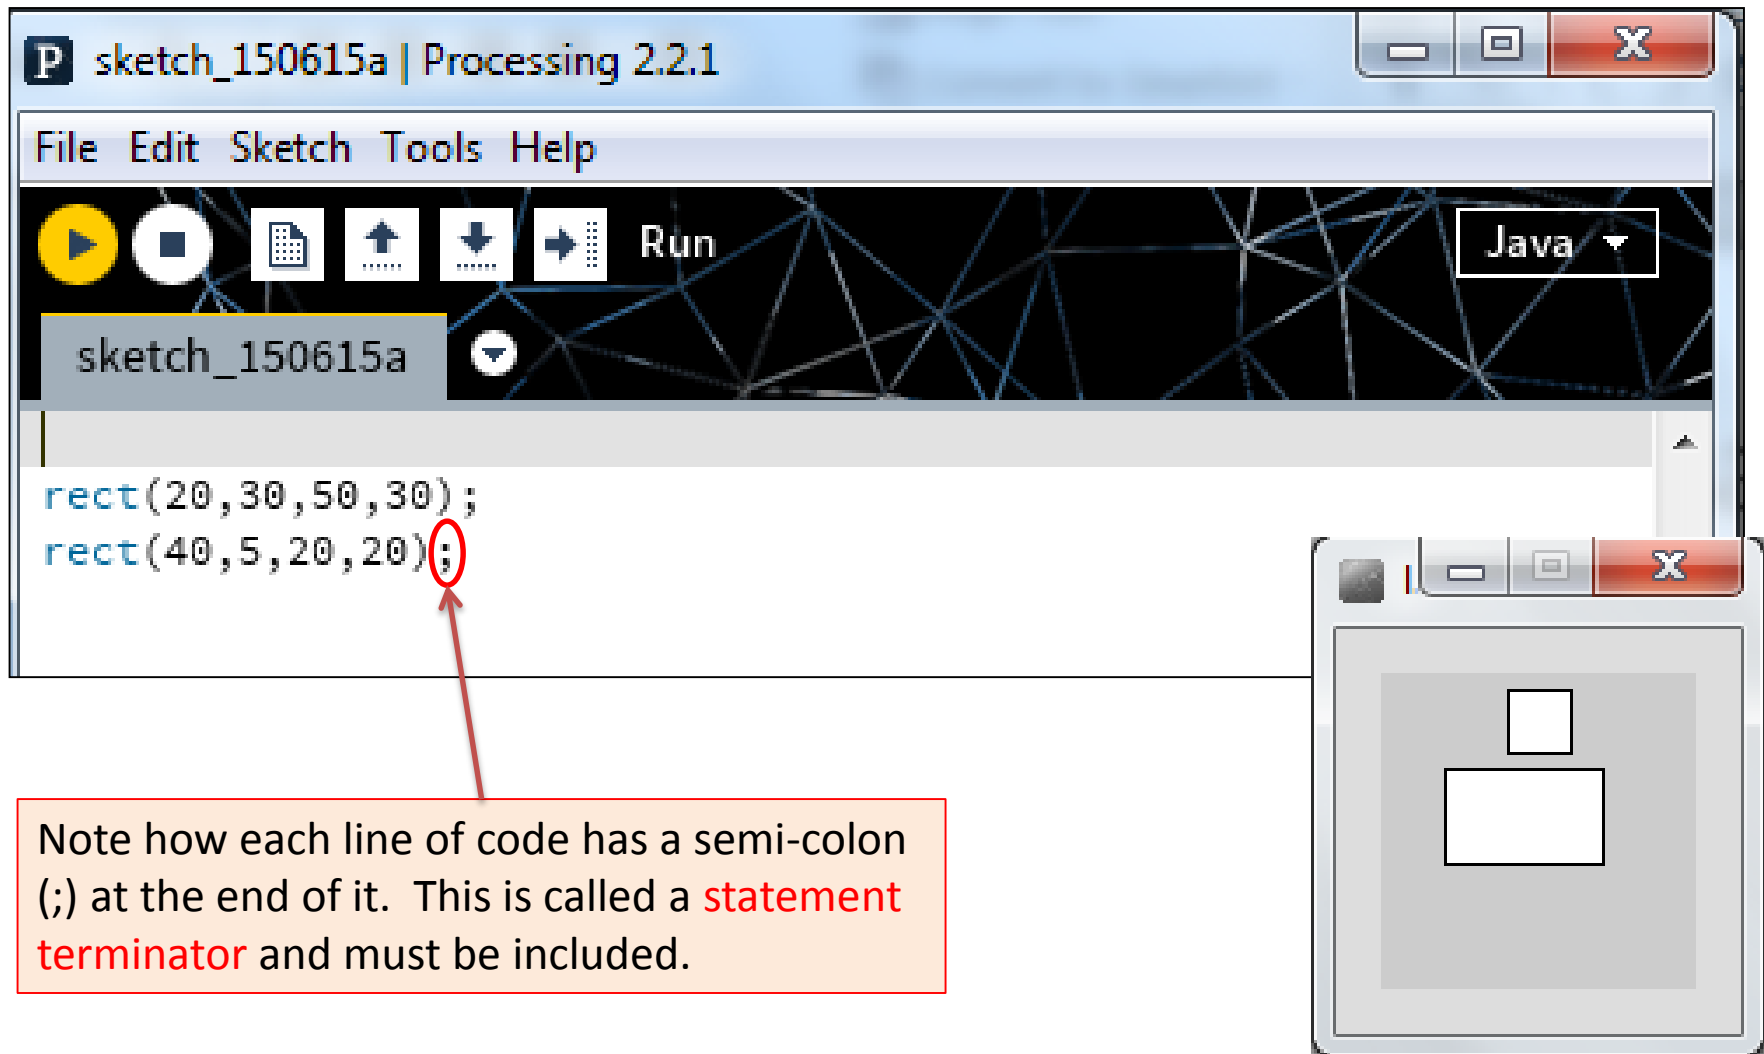 P sketch_150615a | Processing 2.2.1
File Edit Sketch Tools Help
Run
Java
sketch_150615a
rect(20,30,50,30);
rect(40,5,20,20);
Note how each line of code has a semi-colon
(;) at the end of it. This is called a statement
terminator and must be included.